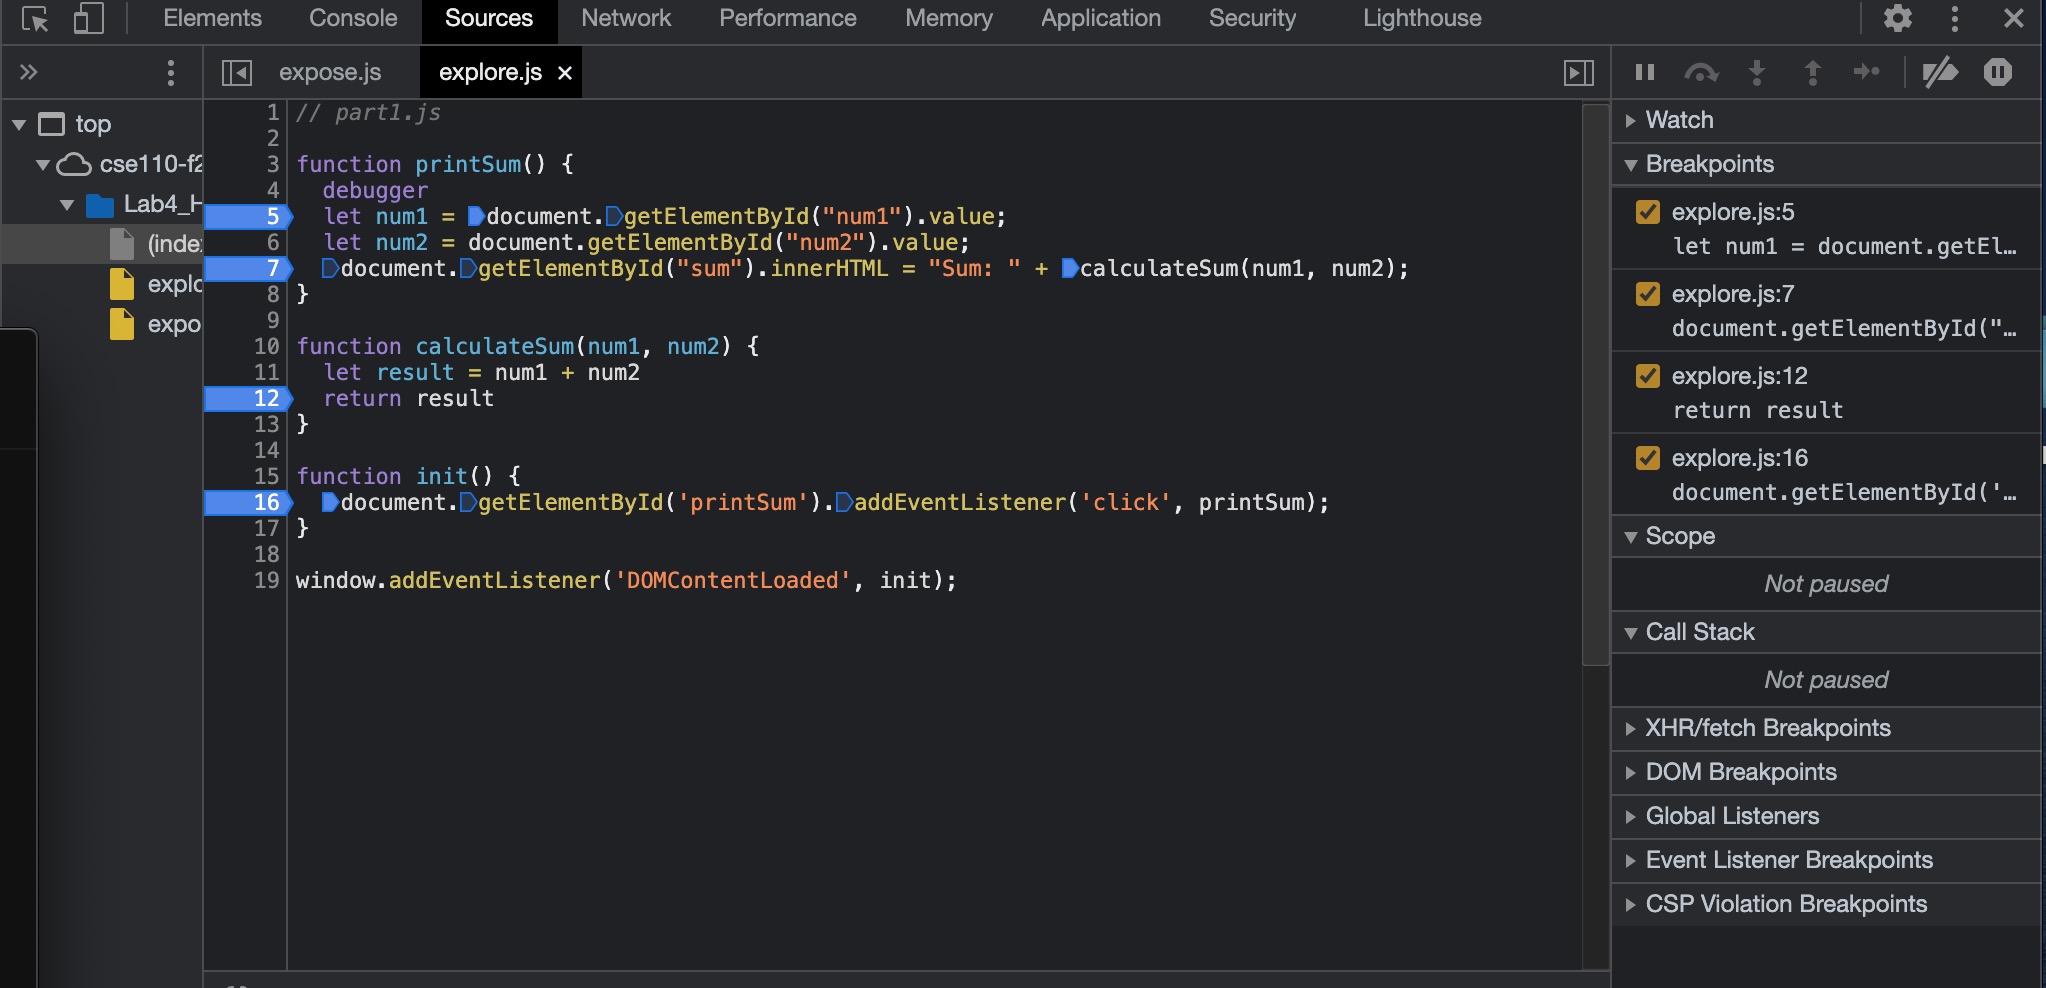 Elements Console Sources Network Performance Memory Application Security Lighthouse
expose.js explore.js
top
cse110-f2
Lab4_H
(inde
explo
expo
1 // part1.js
2
3 function printSum() {
4 debugger
5 let num1 = document.getElementById("num1").value;
6 let num2 = document.getElementById("num2").value;
7 document.getElementById("sum").innerHTML = "Sum: " + calculateSum(num1, num2);
8 }
9
10 function calculateSum(num1, num2) {
11 let result = num1 + num2
12 return result
13 }
14
15 function init() {
16 document.getElementById('printSum').addEventListener('click', printSum);
17 }
18
19 window.addEventListener('DOMContentLoaded', init);
Watch
Breakpoints
explore.js:5
let num1 = document.getEl…
explore.js:7
document.getElementById("…
explore.js:12
return result
explore.js:16
document.getElementById('…
Scope
Not paused
Call Stack
Not paused
XHR/fetch Breakpoints
DOM Breakpoints
Global Listeners
Event Listener Breakpoints
CSP Violation Breakpoints